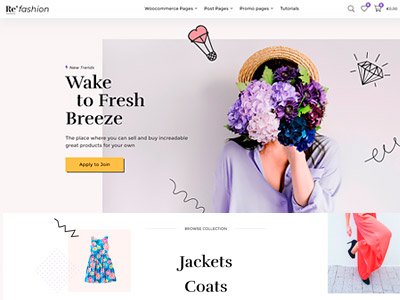 Re' fashion
Woocommerce Pages Post Pages Promo pages Tutorials
0 0 €0.00
New Trends
Wake
to Fresh
Breeze
The place where you can sell and buy increadable
great products for your own
Apply to Join
BROWSE COLLECTION
Jackets
Coats